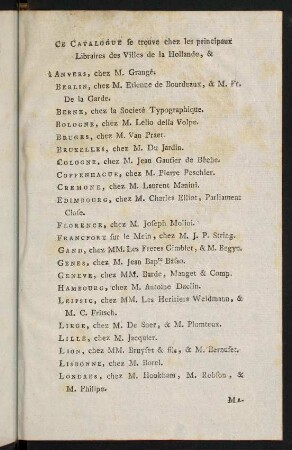 CE CATALOGUE se trouve chez les principaux
Libraires des Villes de la Hollande, &
à ANVERS, chez M. Grangé.
BERLIN, chez M. Etienne de Bourdeaux, & M. Fr.
De la Garde.
BERNE, chez la Societé Typographique.
BOLOGNE, chez M. Lelio della Volpe.
BRUGES, chez M. Van Praet.
BRUXELLES, chez M. Du Jardin.
COLOGNE, chez M. Jean Gautier de Bêche.
COPPENHAGUE, chez M. Pierre Peschier.
CREMONE, chez M. Laurent Manini.
EDIMBOURG, chez M. Charles Elliot, Parliament
Close.
FLORENCE, chez M. Joseph Molini.
FRANCFORT sur le Mein, chez M. J. P. Streng.
GAND, chez MM. Les Freres Gimblet, & M. Begyn.
GENES, chez M. Jean Bapte Bafso.
GENEVE, chez MM. Barde, Manget & Comp.
HAMBOURG, chez M. Antoine Daclin.
LEIPSIC, chez MM. Les Heritiers Weidmann, &
M. C. Fritsch.
LIEGE, chez M. De Soer, & M. Plomteux.
LILLE, chez M. Jacquier.
LION, chez MM. Bruyset & fils, & M. Bernuset.
LISBONNE, chez M. Borel.
LONDRES, chez M. Hookham, M. Robson, &
M. Philipe.
MA-